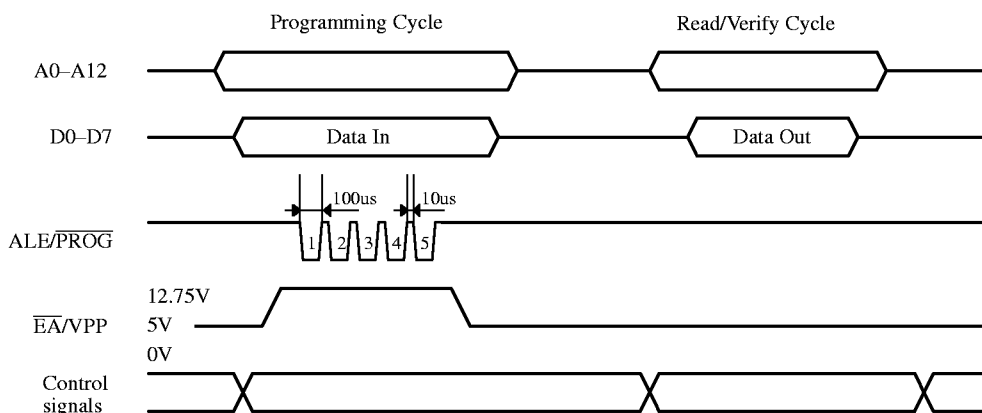 Programming Cycle Read/Verify Cycle
A0–A12
D0–D7 Data In Data Out
100us 10us
ALE/PROG 1 2 3 4 5
12.75V
EA/VPP 5V
0V
Control
signals